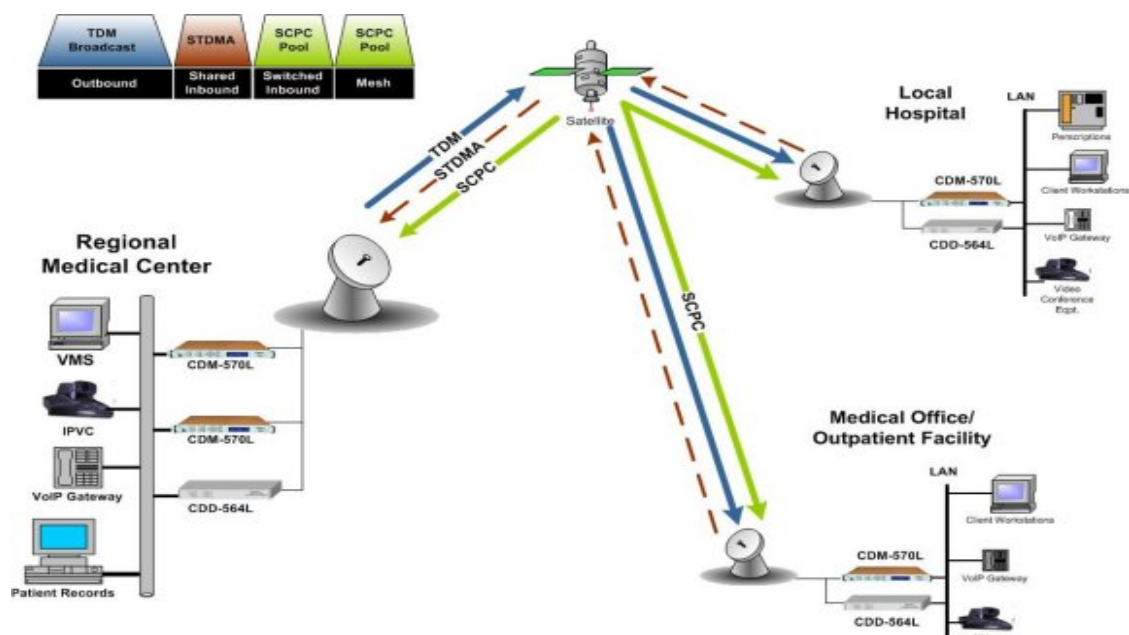 TDM
Broadcast
STDMA
SCPC
Pool
SCPC
Pool
Outbound
Shared
Inbound
Switched
Inbound
Mesh
Satellite
TDM
STDMA
SCPC
SCPC
Local
Hospital
LAN
Perscriptions
CDM-570L
Client Workstations
CDD-564L
VoIP Gateway
Video
Conference
Eqpt.
Regional
Medical Center
VMS
CDM-570L
IPVC
CDM-570L
VoIP Gateway
CDD-564L
Patient Records
Medical Office/
Outpatient Facility
LAN
Client Workstations
CDM-570L
VoIP Gateway
CDD-564L